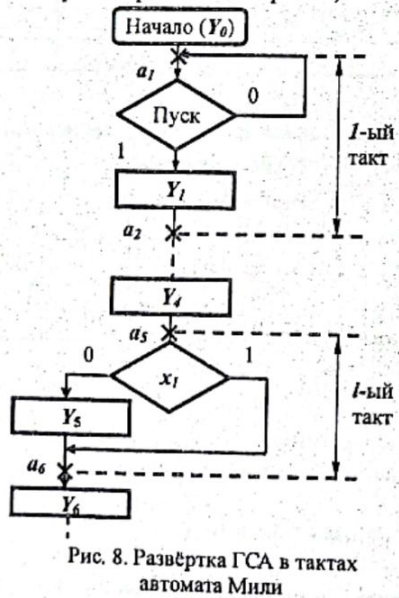 Начало (Y₀)
a₁
0
Пуск
1-ый
такт
1
Y₁
a₂
Y₄
a₅
0
1
x₁
l-ый
такт
Y₅
a₆
Y₆
Рис. 8. Развёртка ГСА в тактах
автомата Мили